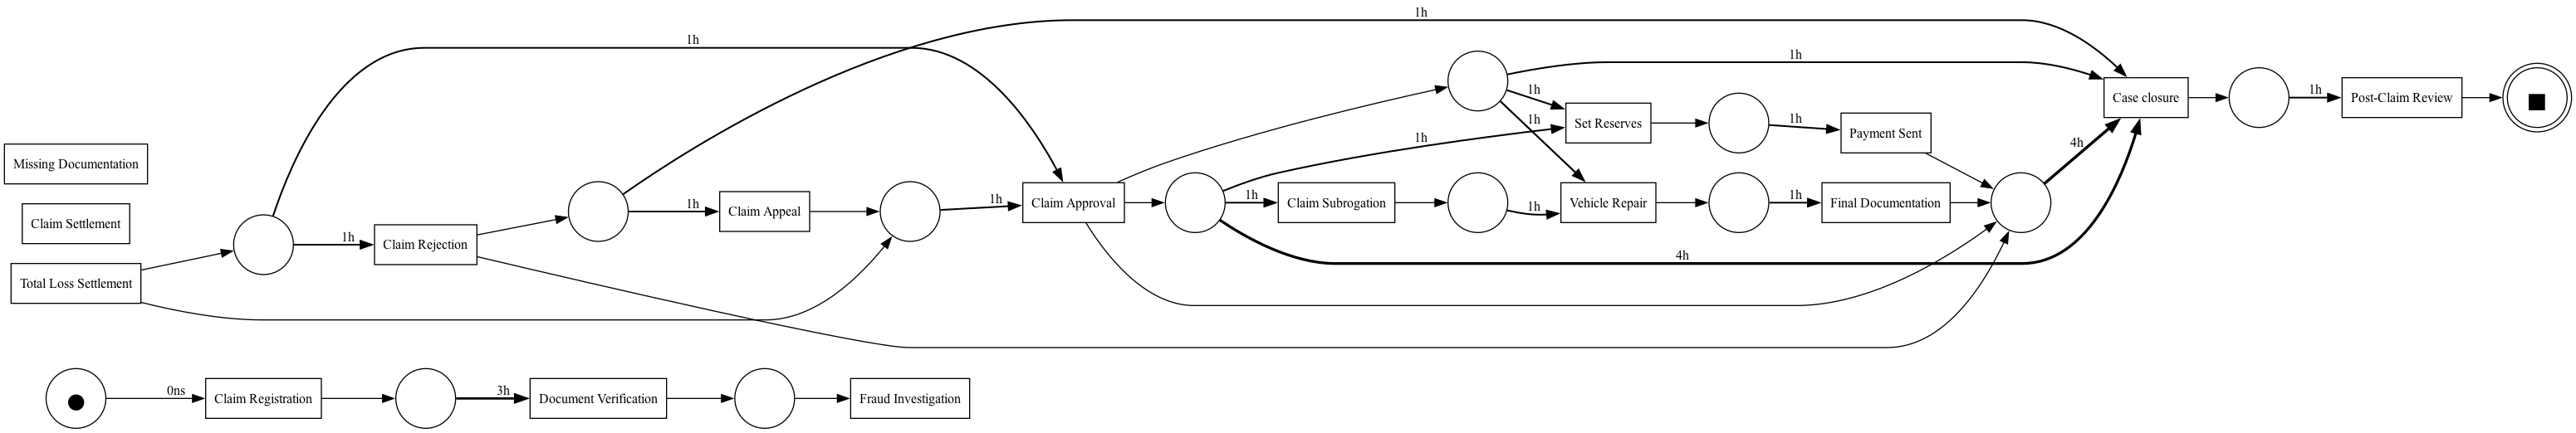 1h
1h
1h
1h
1h
1h
Case closure
1h
Post-Claim Review
Set Reserves
1h
Payment Sent
1h
4h
Missing Documentation
Claim Settlement
Total Loss Settlement
1h
Claim Rejection
1h
Claim Appeal
1h
Claim Approval
1h
Claim Subrogation
1h
Vehicle Repair
1h
Final Documentation
4h
0ns
Claim Registration
3h
Document Verification
Fraud Investigation